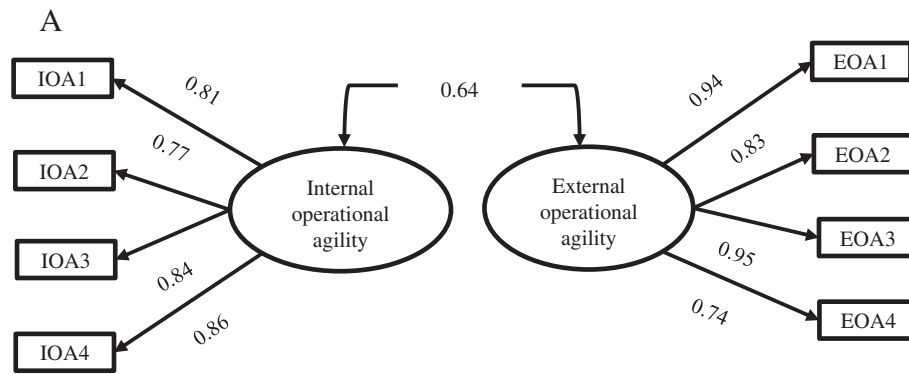 A
IOA1
IOA2
IOA3
IOA4
0.81
0.77
0.84
0.86
Internal
operational
agility
0.64
External
operational
agility
0.94
0.83
0.95
0.74
EOA1
EOA2
EOA3
EOA4